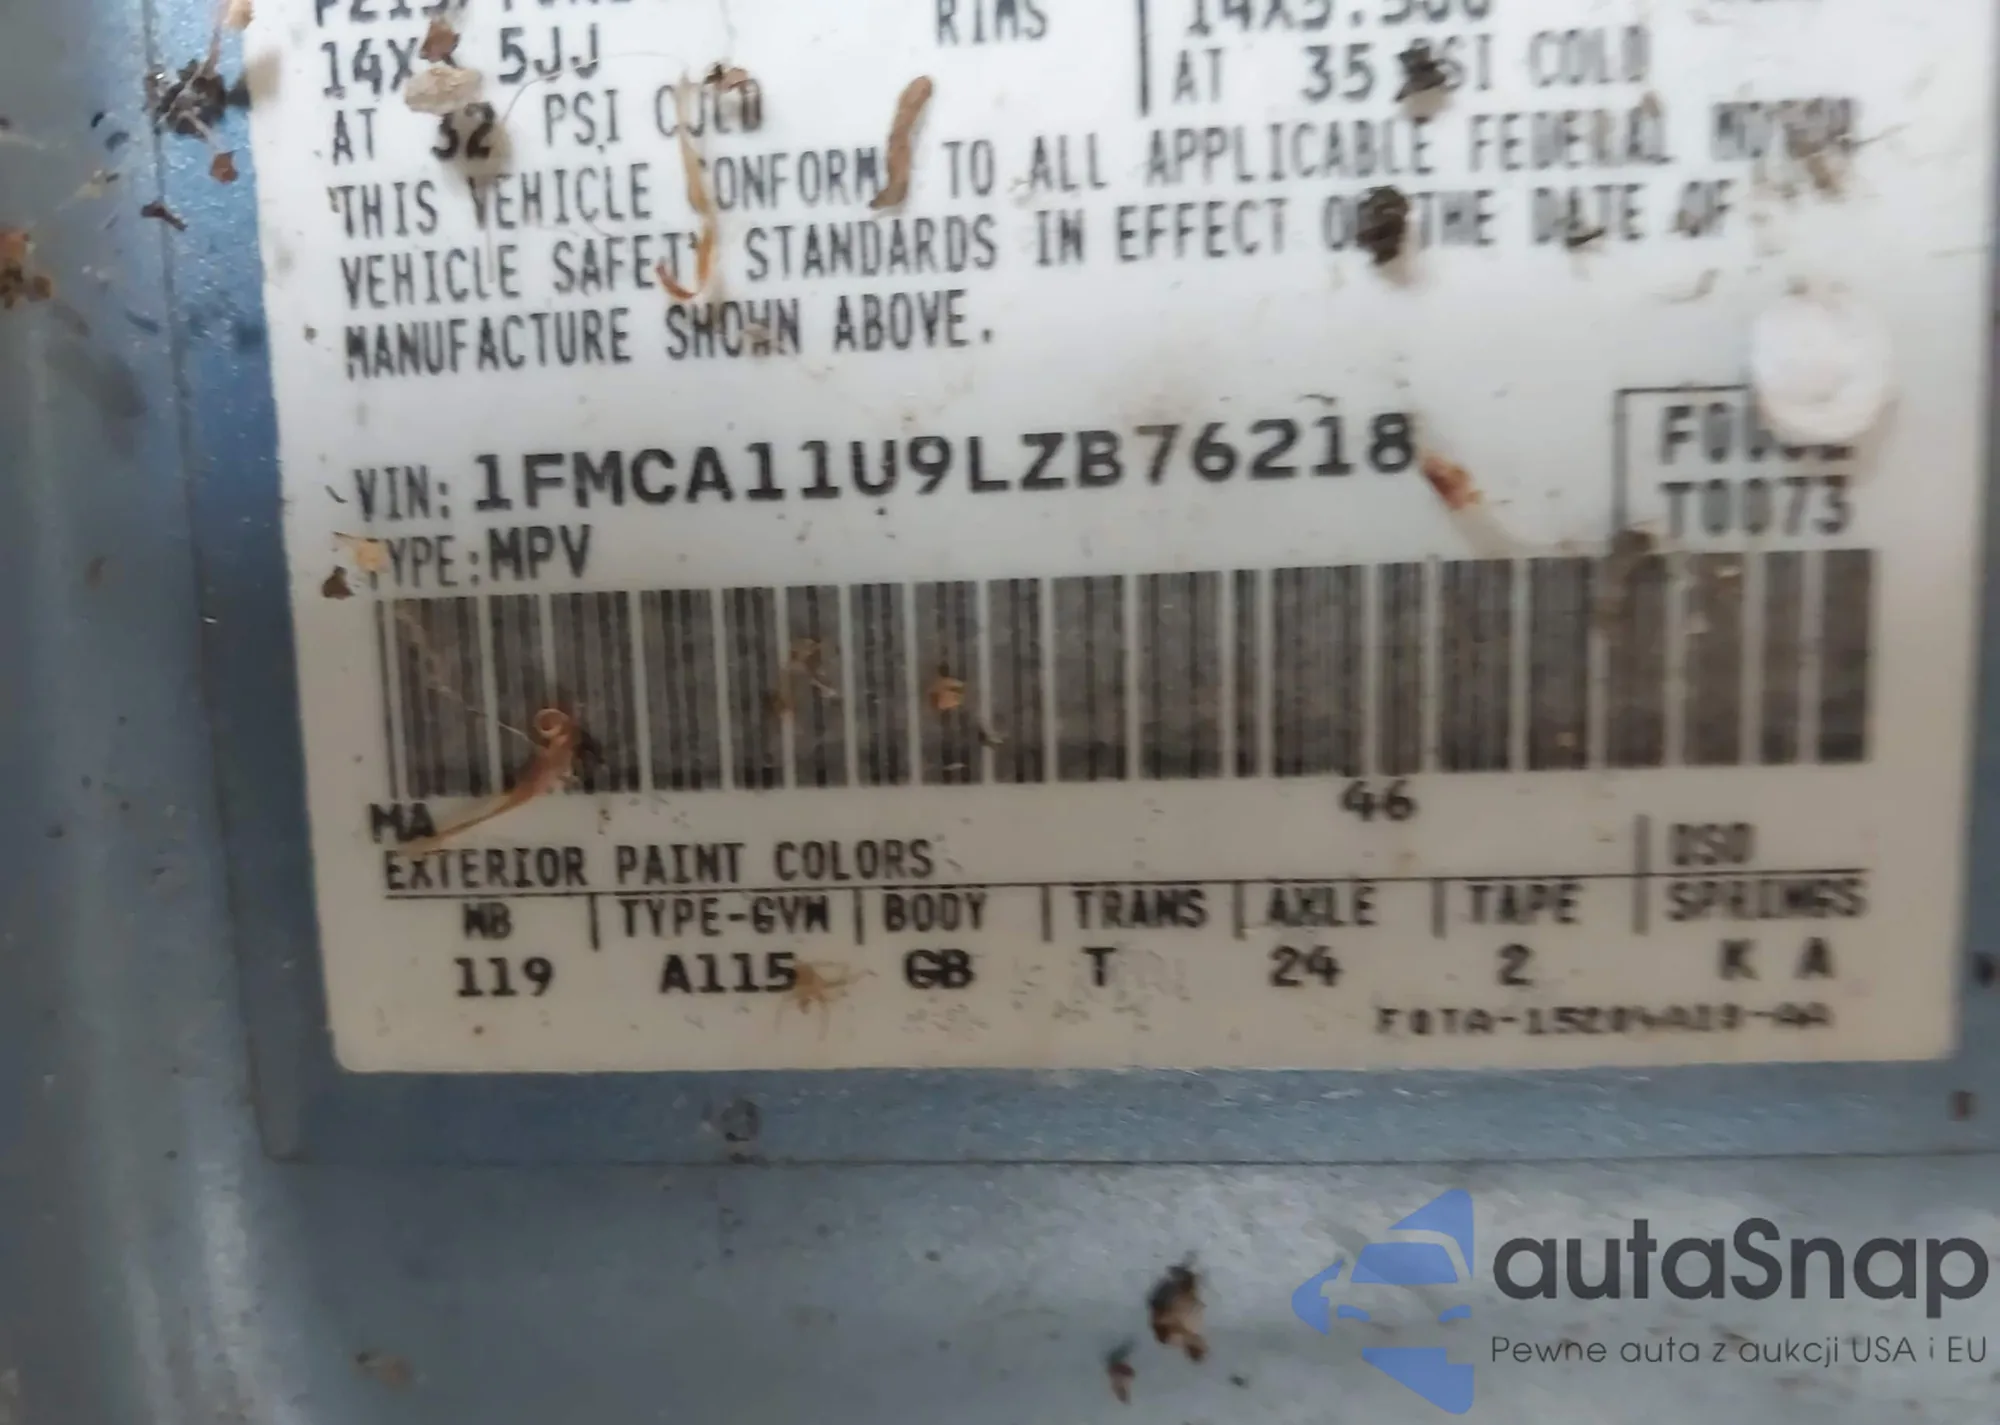 RIMS
14X 5JJ
AT 32 PSI COLD
AT 35 PSI COLD
THIS VEHICLE CONFORMS TO ALL APPLICABLE FEDERAL MOTOR
VEHICLE SAFETY STANDARDS IN EFFECT ON THE DATE OF
MANUFACTURE SHOWN ABOVE.
VIN: 1FMCA11U9LZB76218
TYPE: MPV
T0073
MA
46
EXTERIOR PAINT COLORS
DSO
WB | TYPE-GVW | BODY | TRANS | AXLE | TAPE | SPRINGS
119 A115 GB T 24 2 K A
autaSnap
Pewne auta z aukcji USA i EU